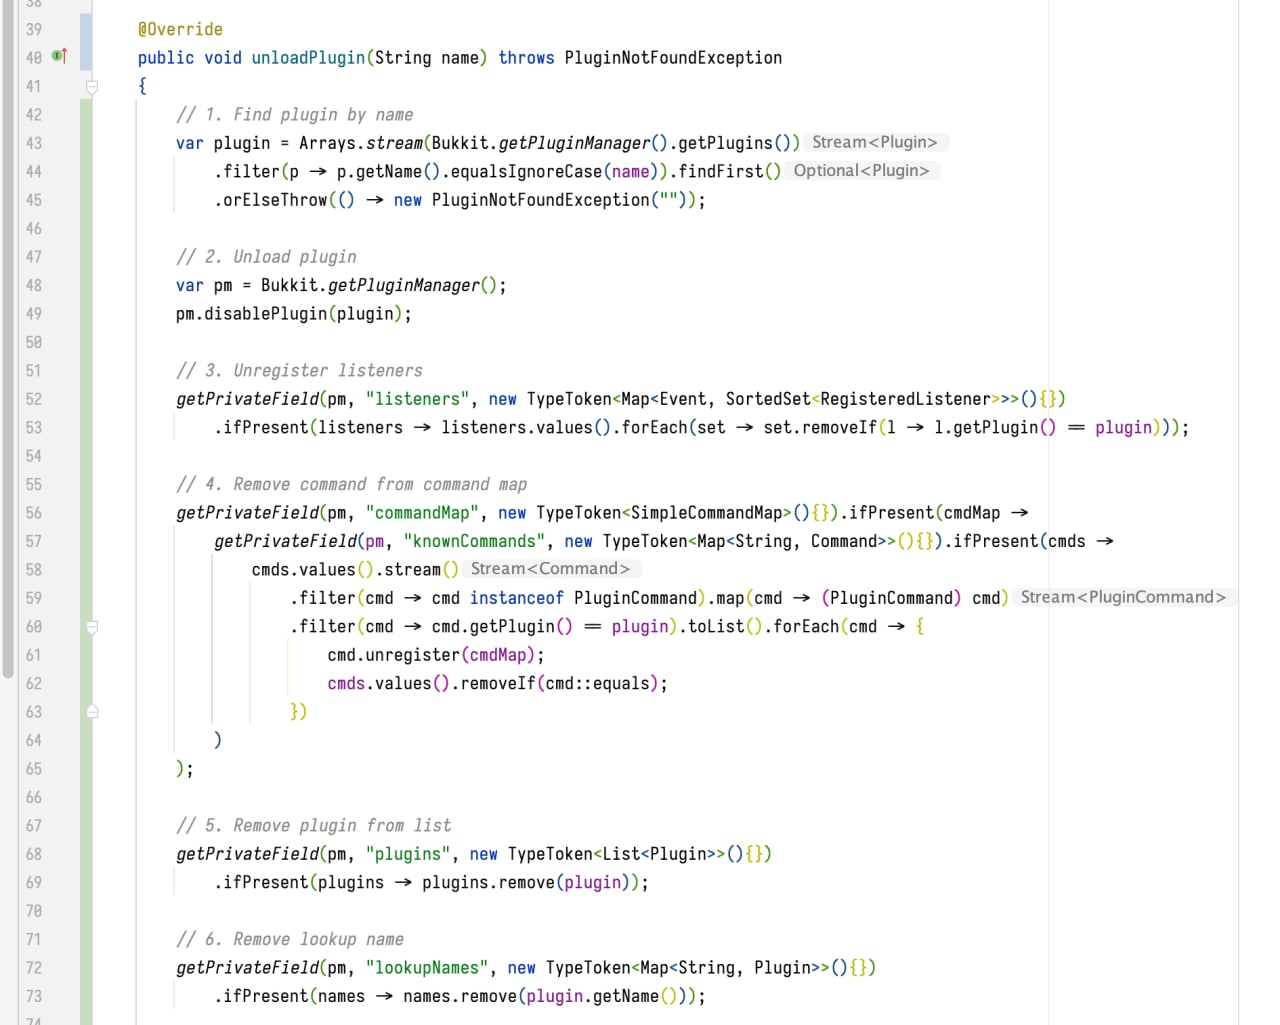 38
39 @Override
40 public void unloadPlugin(String name) throws PluginNotFoundException
41 {
42 // 1. Find plugin by name
43 var plugin = Arrays.stream(Bukkit.getPluginManager().getPlugins()) Stream<Plugin>
44 .filter(p → p.getName().equalsIgnoreCase(name)).findFirst() Optional<Plugin>
45 .orElseThrow(() → new PluginNotFoundException(""));
46
47 // 2. Unload plugin
48 var pm = Bukkit.getPluginManager();
49 pm.disablePlugin(plugin);
50
51 // 3. Unregister listeners
52 getPrivateField(pm, "listeners", new TypeToken<Map<Event, SortedSet<RegisteredListener>>>(){})
53 .ifPresent(listeners → listeners.values().forEach(set → set.removeIf(l → l.getPlugin() == plugin)));
54
55 // 4. Remove command from command map
56 getPrivateField(pm, "commandMap", new TypeToken<SimpleCommandMap>(){}).ifPresent(cmdMap →
57 getPrivateField(pm, "knownCommands", new TypeToken<Map<String, Command>>(){}).ifPresent(cmds →
58 cmds.values().stream() Stream<Command>
59 .filter(cmd → cmd instanceof PluginCommand).map(cmd → (PluginCommand) cmd) Stream<PluginCommand>
60 .filter(cmd → cmd.getPlugin() == plugin).toList().forEach(cmd → {
61 cmd.unregister(cmdMap);
62 cmds.values().removeIf(cmd::equals);
63 })
64 )
65 );
66
67 // 5. Remove plugin from list
68 getPrivateField(pm, "plugins", new TypeToken<List<Plugin>>(){})
69 .ifPresent(plugins → plugins.remove(plugin));
70
71 // 6. Remove lookup name
72 getPrivateField(pm, "lookupNames", new TypeToken<Map<String, Plugin>>(){})
73 .ifPresent(names → names.remove(plugin.getName()));
74